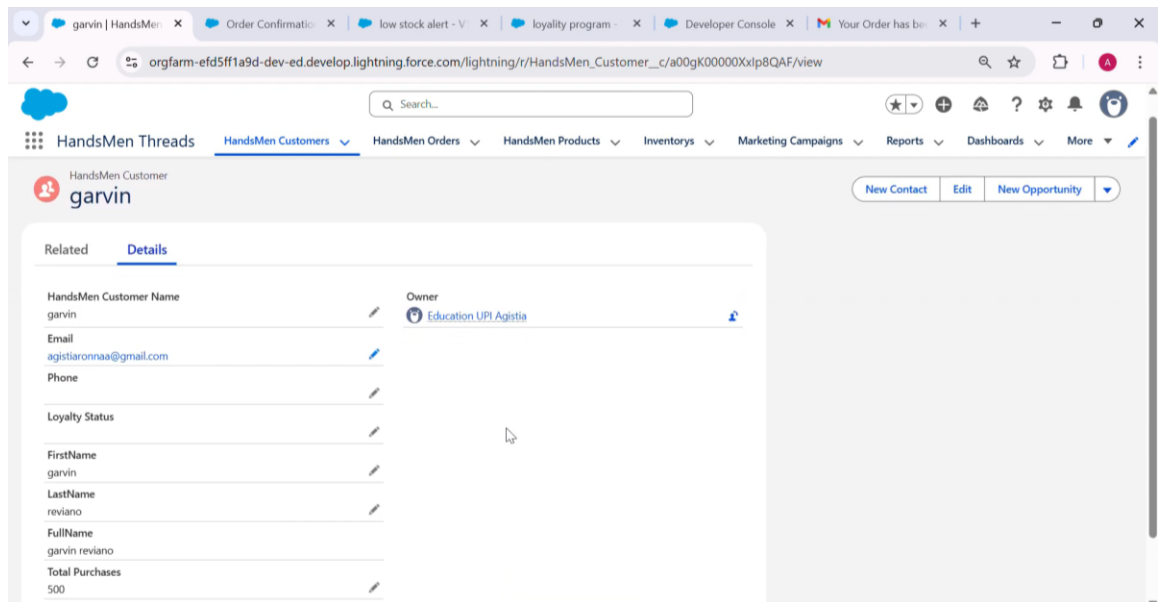 garvin | HandsMen
Order Confirmatio
low stock alert - V
loyality program -
Developer Console
Your Order has be
orgfarm-efd5ff1a9d-dev-ed.develop.lightning.force.com/lightning/r/HandsMen_Customer__c/a00gK00000XxIp8QAF/view
A
Search...
HandsMen Threads
HandsMen Customers
HandsMen Orders
HandsMen Products
Inventorys
Marketing Campaigns
Reports
Dashboards
More
HandsMen Customer
garvin
New Contact
Edit
New Opportunity
Related
Details
HandsMen Customer Name
garvin
Owner
Education UPI Agistia
Email
agistiaronnaa@gmail.com
Phone
Loyalty Status
FirstName
garvin
LastName
reviano
FullName
garvin reviano
Total Purchases
500